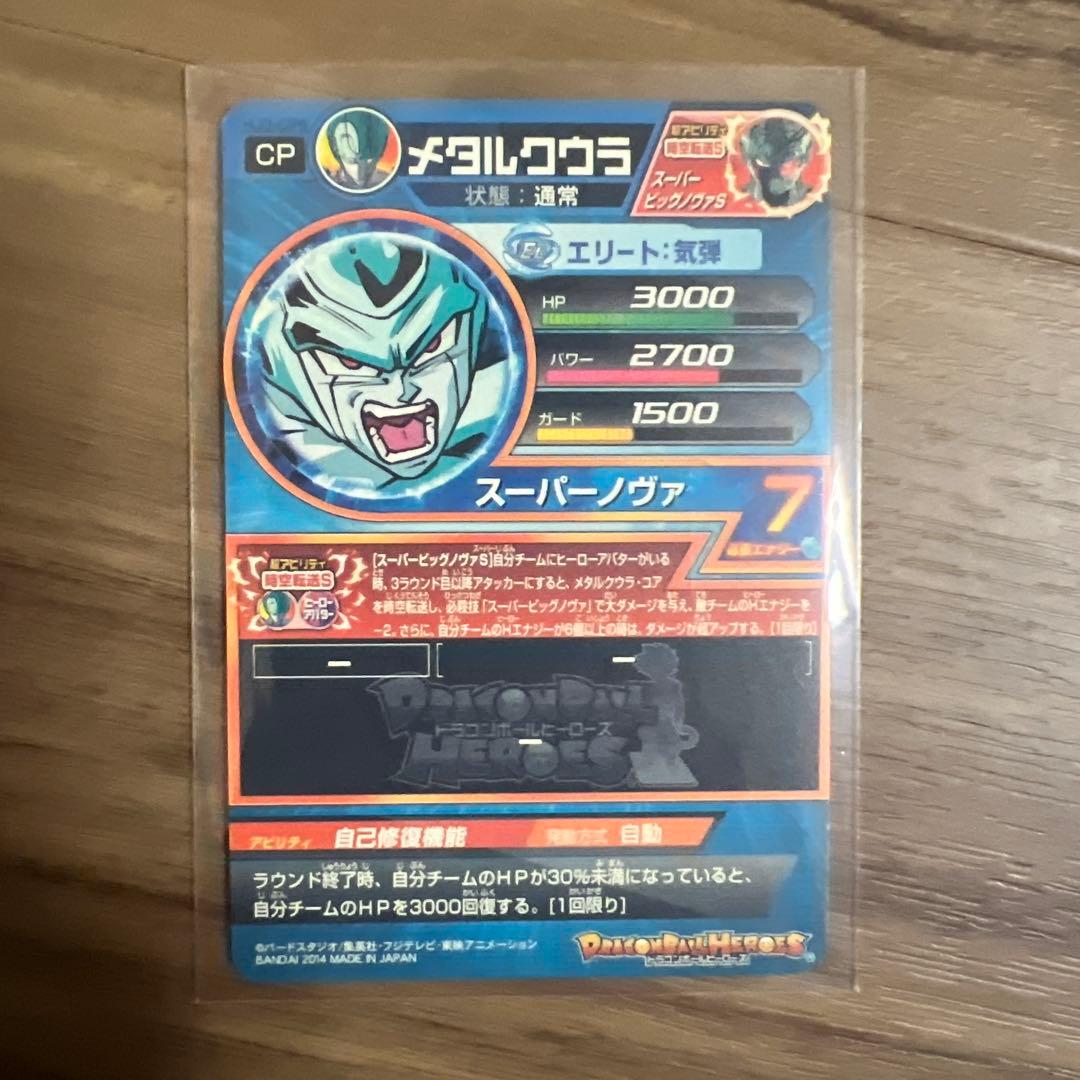 CP
メタルクウラ
状態：通常
超アビリティ
時空転送S
スーパー
ビッグノヴァS
EL エリート：気弾
HP 3000
パワー 2700
ガード 1500
スーパーノヴァ
7
必要エナジー
超アビリティ
時空転送S
ヒーロー
アバター
[スーパービッグノヴァS]自分チームにヒーローアバターがいる
時、3ラウンド目以降アタッカーにすると、メタルクウラ・コア
を時空転送し、必殺技「スーパービッグノヴァ」で大ダメージを与え、敵チームのHエナジーを
-2。さらに、自分チームのHエナジーが6個以上の時は、ダメージが超アップする。[1回限り]
ー
ー
ー
DRAGON BALL
ドラゴンボールヒーローズ
HEROES
アビリティ 自己修復機能 発動方式 自動
ラウンド終了時、自分チームのHPが30%未満になっていると、
自分チームのHPを3000回復する。[1回限り]
©バードスタジオ/集英社・フジテレビ・東映アニメーション
BANDAI 2014 MADE IN JAPAN
DRAGON BALL HEROES
ドラゴンボールヒーローズ